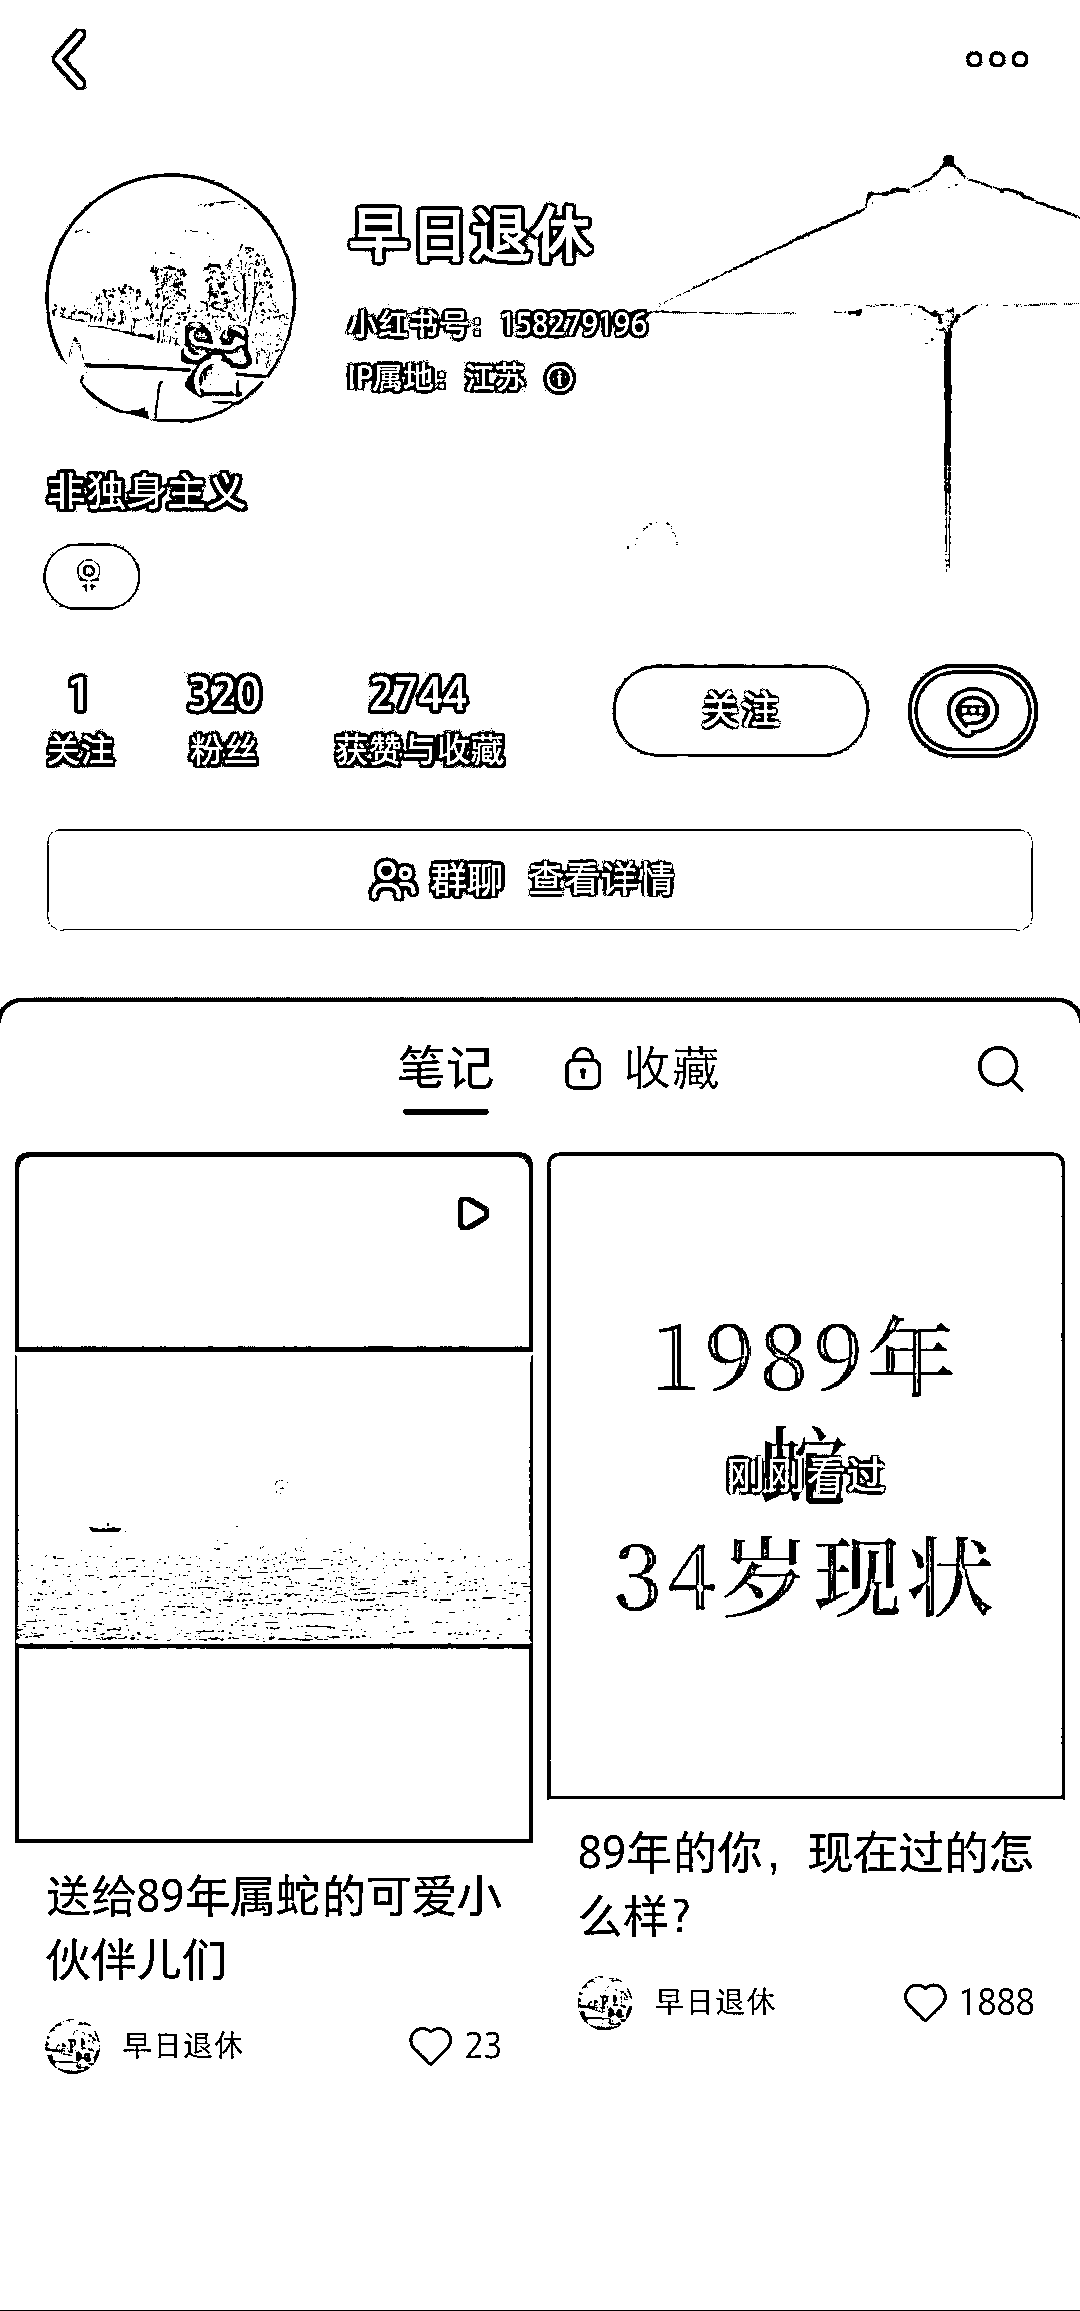 早日退休
小红书号：158279196
IP属地：江苏
非独身主义
1 关注
320 粉丝
2744 获赞与收藏
关注
群聊 查看详情
笔记 收藏
1989年
蛇
刚刚看过
34岁现状
送给89年属蛇的可爱小
伙伴儿们
早日退休 23
89年的你，现在过的怎
么样？
早日退休 1888